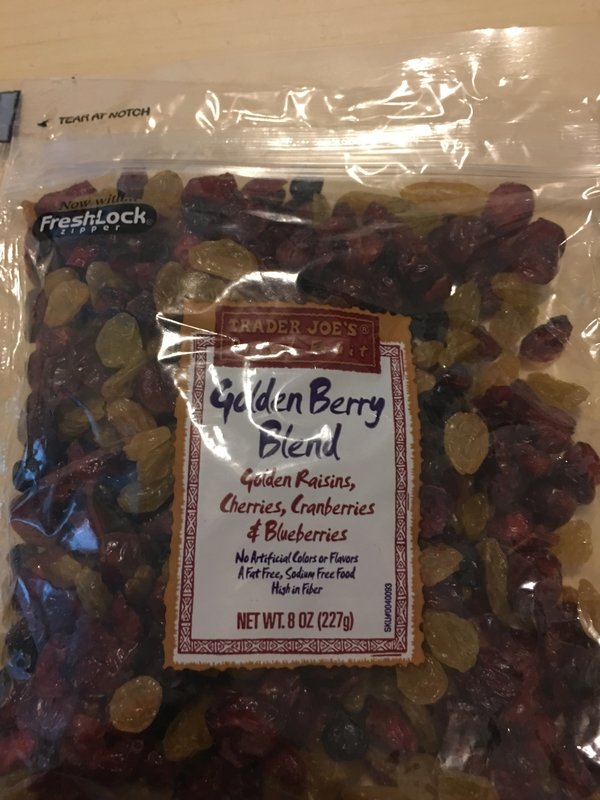 TEAR AT NOTCH
Now with...
FreshLock
zipper
TRADER JOE'S®
Golden Berry
Blend
Golden Raisins,
Cherries, Cranberries
& Blueberries
No Artificial Colors or Flavors
A Fat Free, Sodium Free Food
High in Fiber
NET WT. 8 OZ (227g)
SKU#0040093